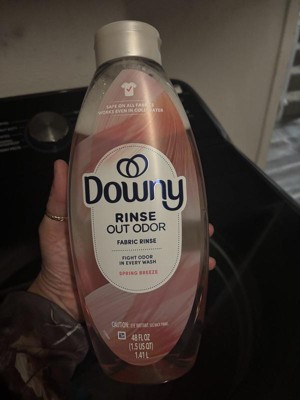 SAFE ON ALL FABRICS
WORKS EVEN IN COLD WATER
Downy
RINSE
OUT ODOR
FABRIC RINSE
FIGHT ODOR
IN EVERY WASH
SPRING BREEZE
CAUTION:
48 FL OZ
(1.5 US QT)
1.41 L